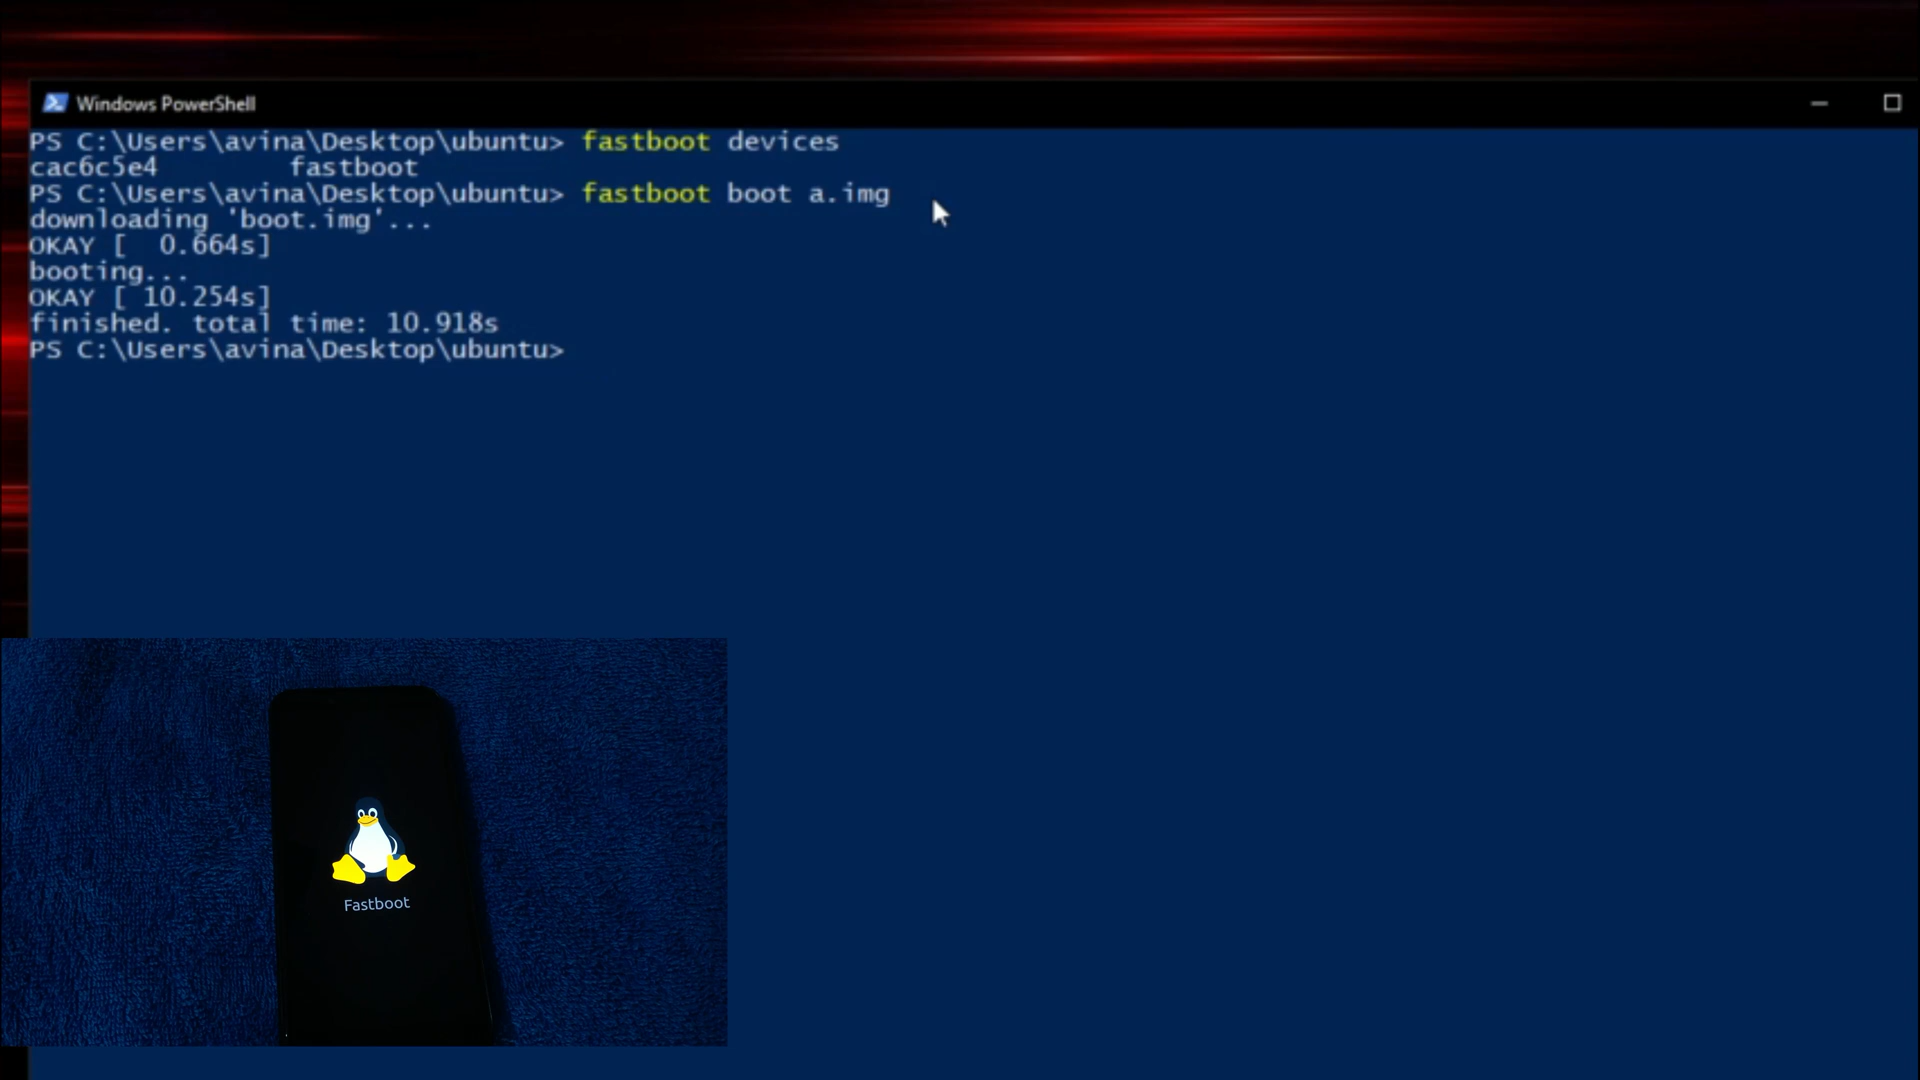 Windows PowerShell
PS C:\Users\avina\Desktop\ubuntu> fastboot devices
cac6c5e4        fastboot
PS C:\Users\avina\Desktop\ubuntu> fastboot boot a.img
downloading 'boot.img'...
OKAY [  0.664s]
booting...
OKAY [ 10.254s]
finished. total time: 10.918s
PS C:\Users\avina\Desktop\ubuntu>
Fastboot